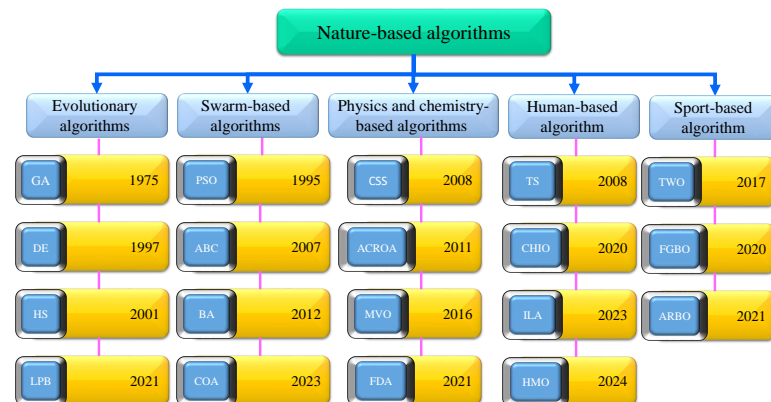 Nature-based algorithms
Evolutionary
algorithms
Swarm-based
algorithms
Physics and chemistry-
based algorithms
Human-based
algorithm
Sport-based
algorithm
GA 1975
PSO 1995
CSS 2008
TS 2008
TWO 2017
DE 1997
ABC 2007
ACROA 2011
CHIO 2020
FGBO 2020
HS 2001
BA 2012
MVO 2016
ILA 2023
ARBO 2021
LPB 2021
COA 2023
FDA 2021
HMO 2024